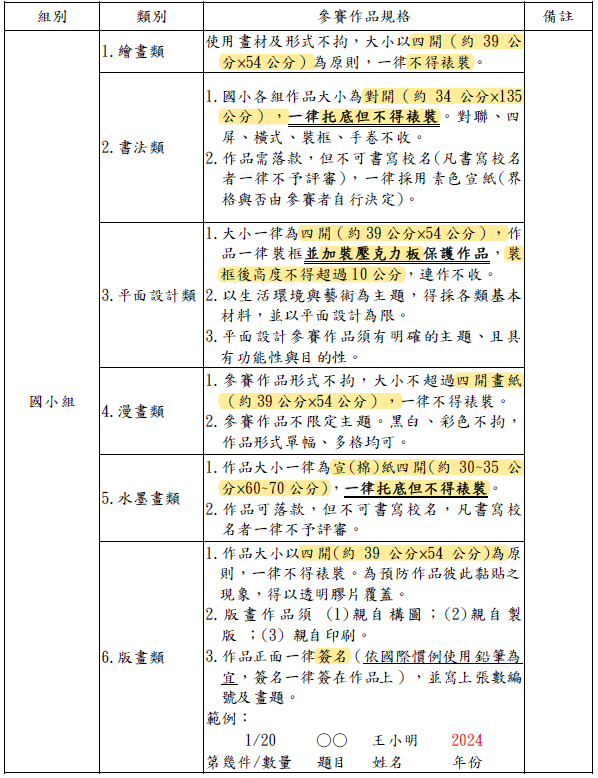 組別 類別 參賽作品規格 備註
國小組
1.繪畫類
使用畫材及形式不拘，大小以四開（約 39 公
分×54公分）為原則，一律不得裱裝。
2.書法類
1.國小各組作品大小為對開（約 34 公分×135
公分），一律托底但不得裱裝。對聯、四
屏、橫式、裝框、手卷不收。
2.作品需落款，但不可書寫校名(凡書寫校名
者一律不予評審)，一律採用素色宣紙(界
格與否由參賽者自行決定)。
3.平面設計類
1.大小一律為四開(約39公分×54公分)，作
品一律裝框並加裝壓克力板保護作品，裝
框後高度不得超過10公分，連作不收。
2.以生活環境與藝術為主題，得採各類基本
材料，並以平面設計為限。
3.平面設計參賽作品須有明確的主題、且具
有功能性與目的性。
4.漫畫類
1.參賽作品形式不拘，大小不超過四開畫紙
（約39公分×54公分），一律不得裱裝。
2.參賽作品不限定主題。黑白、彩色不拘，
作品形式單幅、多格均可。
5.水墨畫類
1.作品大小一律為宣(棉)紙四開(約 30~35 公
分×60~70公分)，一律托底但不得裱裝。
2.作品可落款，但不可書寫校名，凡書寫校
名者一律不予評審。
6.版畫類
1.作品大小以四開(約 39 公分×54 公分)為原
則，一律不得裱裝。為預防作品彼此黏貼之
現象，得以透明膠片覆蓋。
2.版畫作品須 (1)親自構圖；(2)親自製
版 ；(3) 親自印刷。
3.作品正面一律簽名（依國際慣例使用鉛筆為
宜，簽名一律簽在作品上），並寫上張數編
號及畫題。
範例：
1/20 ○○ 王小明 2024
第幾件/數量 題目 姓名 年份